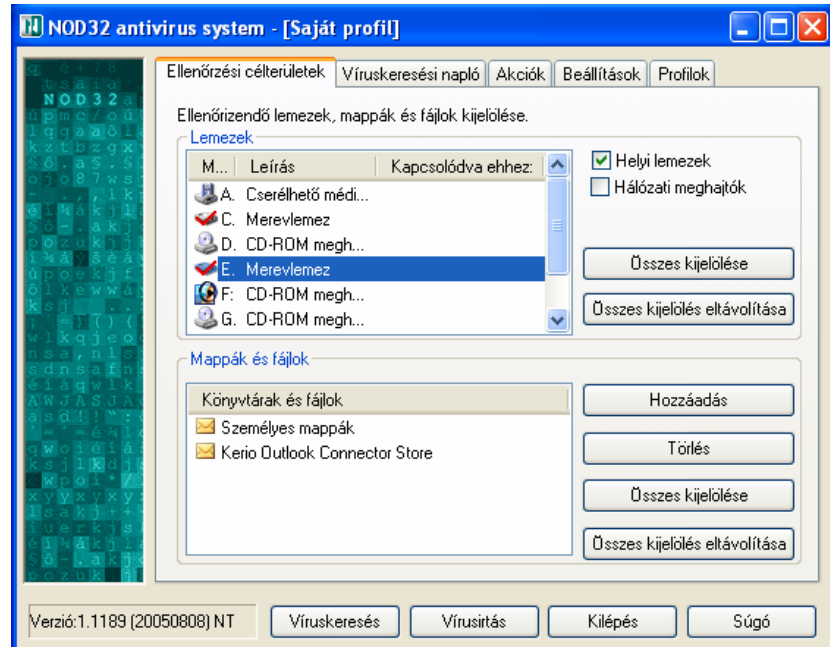 NOD32 antivirus system - [Saját profil]
NOD32
Ellenőrzési célterületek Víruskeresési napló Akciók Beállítások Profilok
Ellenőrizendő lemezek, mappák és fájlok kijelölése.
Lemezek
M... Leírás Kapcsolódva ehhez:
A. Cserélhető médi...
C. Merevlemez
D. CD-ROM megh...
E. Merevlemez
F: CD-ROM megh...
G. CD-ROM megh...
Helyi lemezek
Hálózati meghajtók
Összes kijelölése
Összes kijelölés eltávolítása
Mappák és fájlok
Könyvtárak és fájlok
Személyes mappák
Kerio Outlook Connector Store
Hozzáadás
Törlés
Összes kijelölése
Összes kijelölés eltávolítása
Verzió:1.1189 (20050808) NT Víruskeresés Vírusirtás Kilépés Súgó